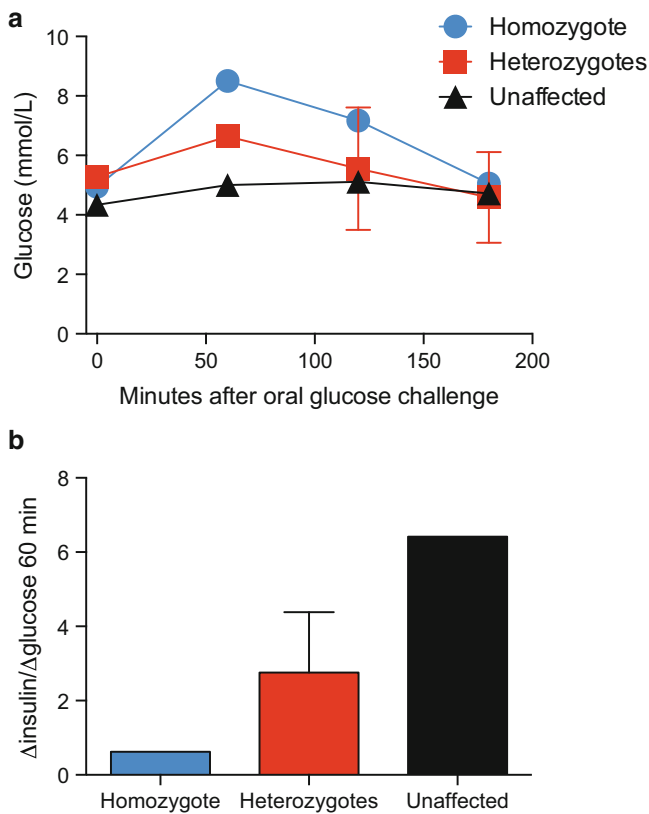 a
10
8
6
4
2
0
Glucose (mmol/L)
Homozygote
Heterozygotes
Unaffected
0 50 100 150 200
Minutes after oral glucose challenge
b
8
6
4
2
0
Δinsulin/Δglucose 60 min
Homozygote Heterozygotes Unaffected